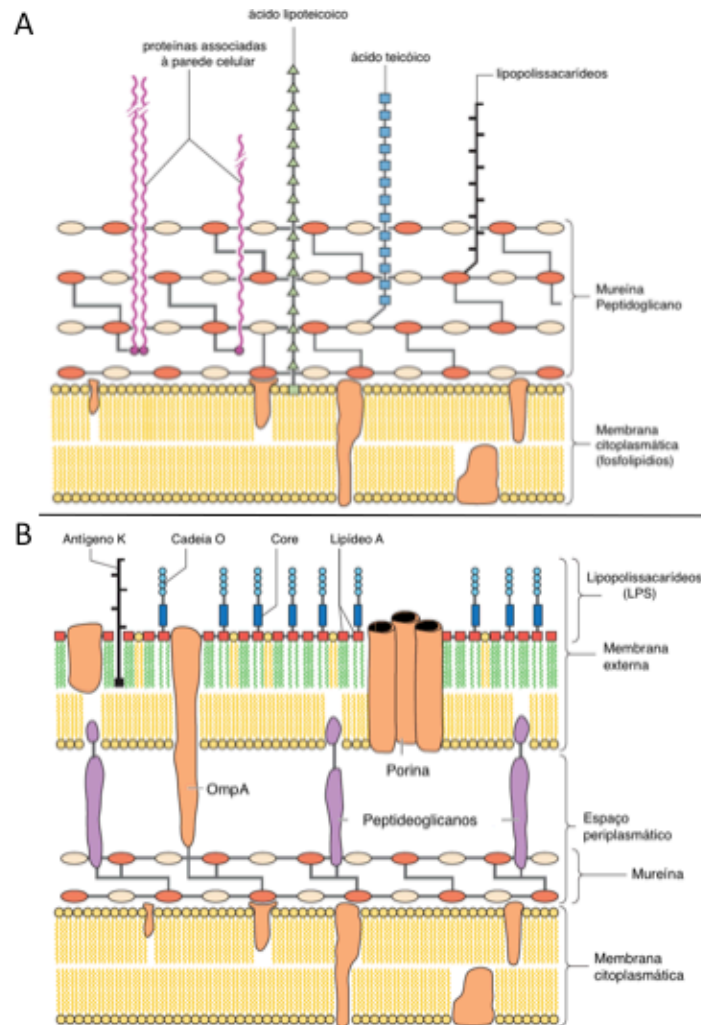 A
ácido lipoteicoico
proteínas associadas
à parede celular
ácido teicóico
lipopolissacarídeos
Mureína
Peptidoglicano
Membrana
citoplasmática
(fosfolipídios)
B
Antígeno K
Cadeia O
Core
Lipídeo A
Lipopolissacarídeos
(LPS)
Membrana
externa
Porina
OmpA
Peptideoglicanos
Espaço
periplasmático
Mureína
Membrana
citoplasmática